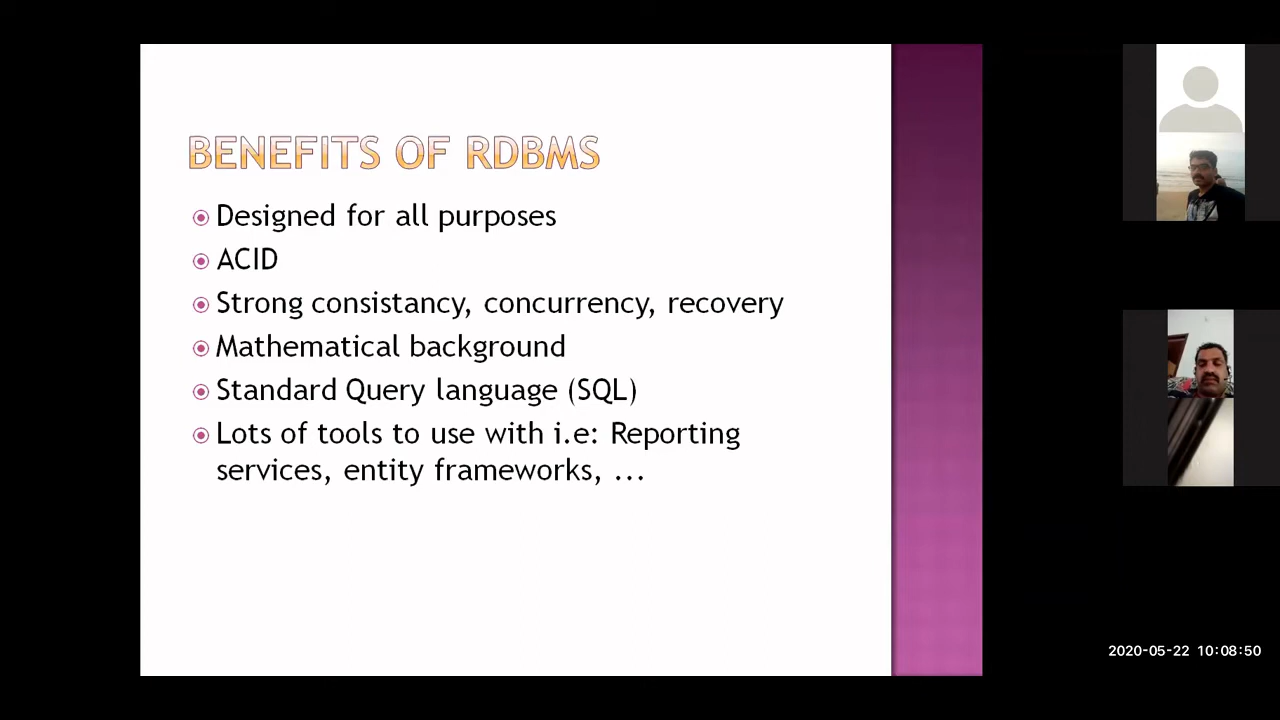 BENEFITS OF RDBMS
Designed for all purposes
ACID
Strong consistancy, concurrency, recovery
Mathematical background
Standard Query language (SQL)
Lots of tools to use with i.e: Reporting
services, entity frameworks, ...
2020-05-22 10:08:50